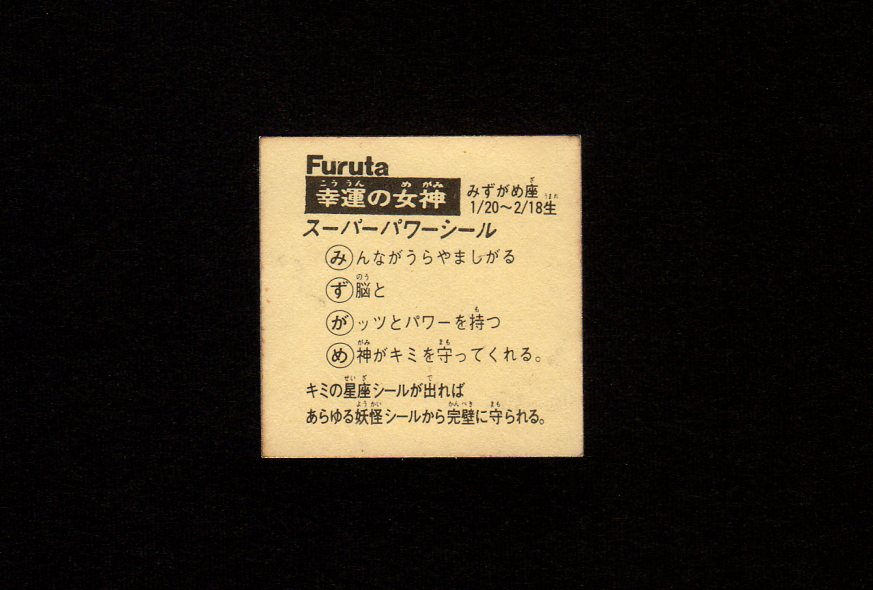 Furuta
幸運の女神
みずがめ座
1/20〜2/18生
スーパーパワーシール
みんながうらやましがる
ず脳と
がッツとパワーを持つ
め神がキミを守ってくれる。
キミの星座シールが出れば
あらゆる妖怪シールから完壁に守られる。